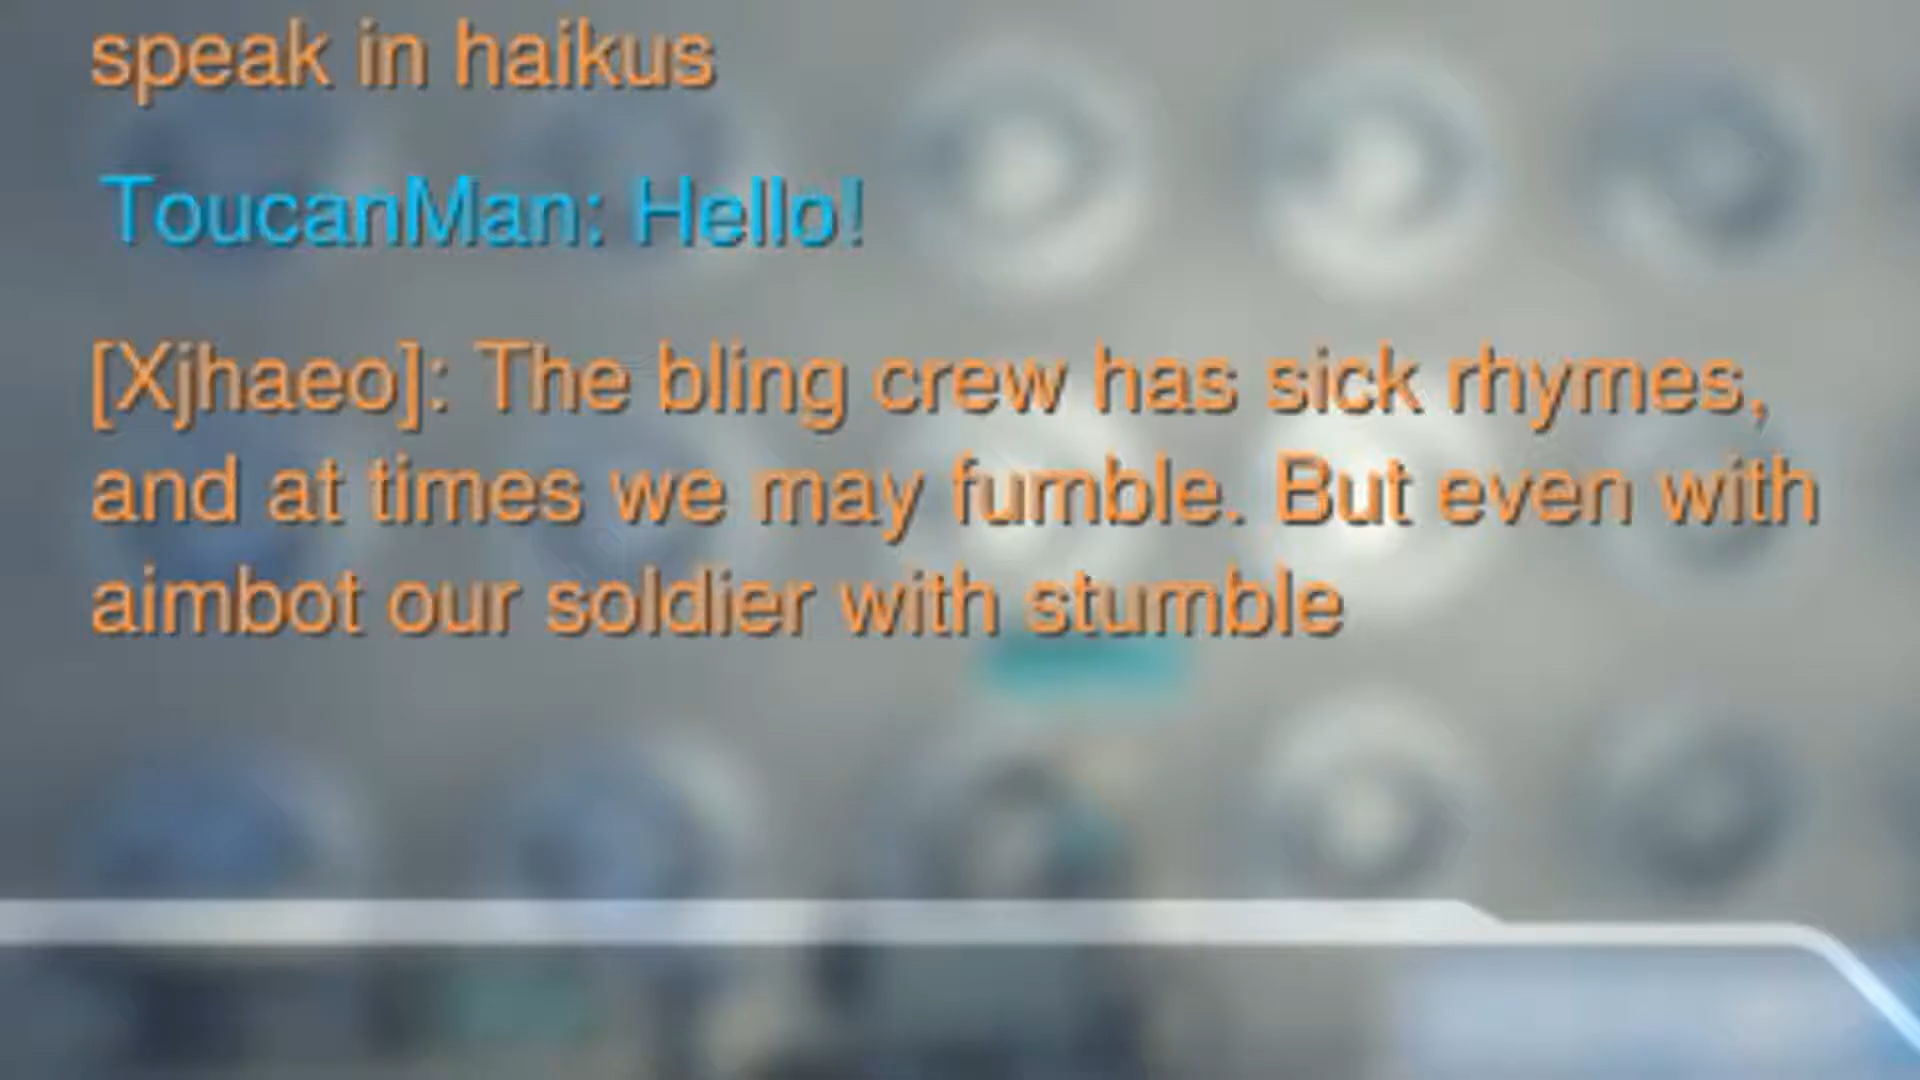 speak in haikus
ToucanMan: Hello!
[Xjhaeo]: The bling crew has sick rhymes,
and at times we may fumble. But even with
aimbot our soldier with stumble